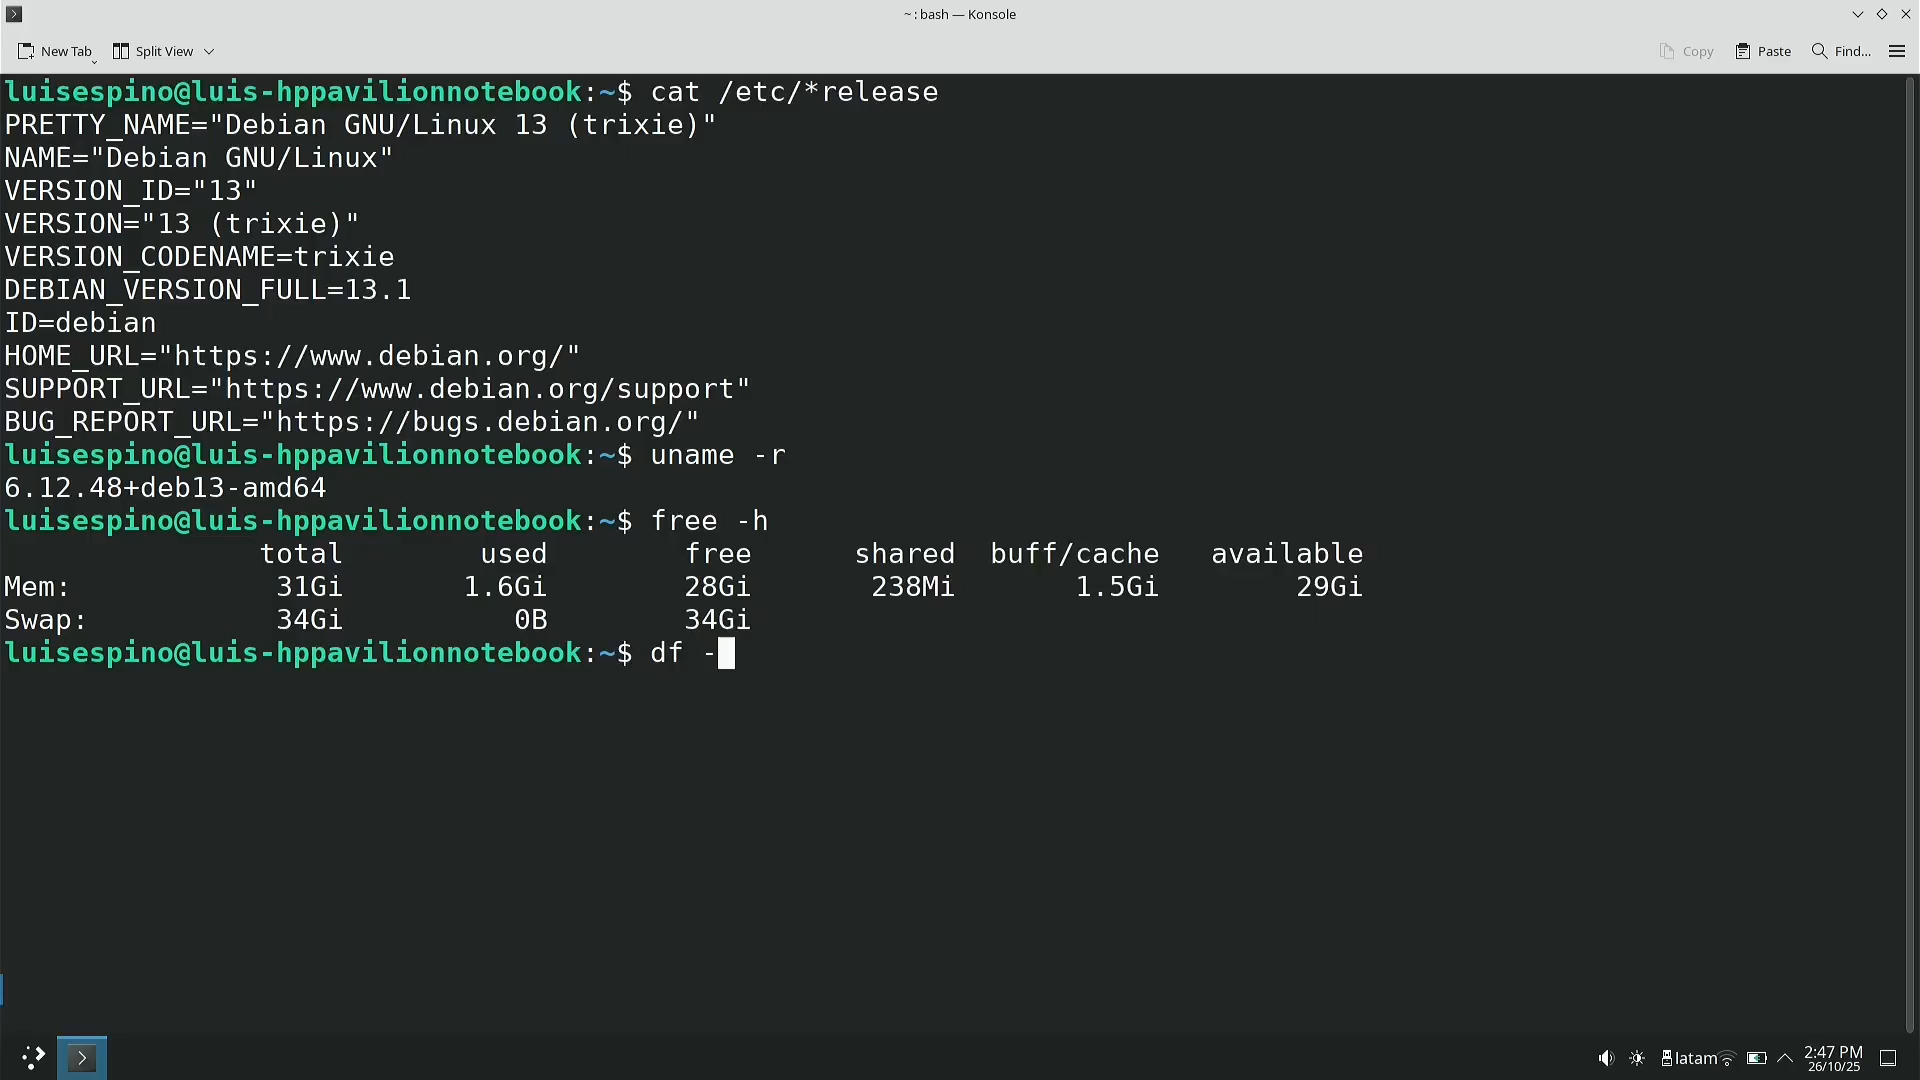 ~ : bash — Konsole
New Tab Split View Copy Paste Find...
luisespino@luis-hppavilionnotebook:~$ cat /etc/*release
PRETTY_NAME="Debian GNU/Linux 13 (trixie)"
NAME="Debian GNU/Linux"
VERSION_ID="13"
VERSION="13 (trixie)"
VERSION_CODENAME=trixie
DEBIAN_VERSION_FULL=13.1
ID=debian
HOME_URL="https://www.debian.org/"
SUPPORT_URL="https://www.debian.org/support"
BUG_REPORT_URL="https://bugs.debian.org/"
luisespino@luis-hppavilionnotebook:~$ uname -r
6.12.48+deb13-amd64
luisespino@luis-hppavilionnotebook:~$ free -h
total used free shared buff/cache available
Mem: 31Gi 1.6Gi 28Gi 238Mi 1.5Gi 29Gi
Swap: 34Gi 0B 34Gi
luisespino@luis-hppavilionnotebook:~$ df -
latam 2:47 PM
26/10/25